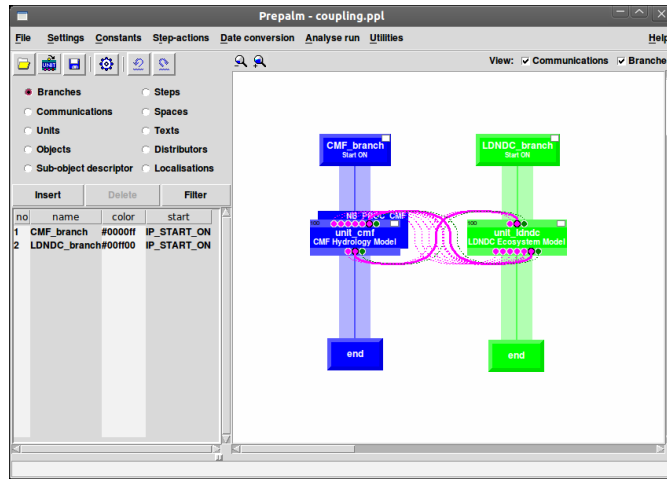 Prepalm - coupling.ppl
File Settings Constants Step-actions Date conversion Analyse run Utilities Help
UNIT
View: Communications Branche
Branches Steps
Communications Spaces
Units Texts
Objects Distributors
Sub-object descriptor Localisations
Insert Delete Filter
no name color start
1 CMF_branch #0000ff IP_START_ON
2 LDNDC_branch #00ff00 IP_START_ON
CMF_branch
Start ON
LDNDC_branch
Start ON
NS_PROC_CMF
unit_cmf
CMF Hydrology Model
unit_ldndc
LDNDC Ecosystem Model
end
end